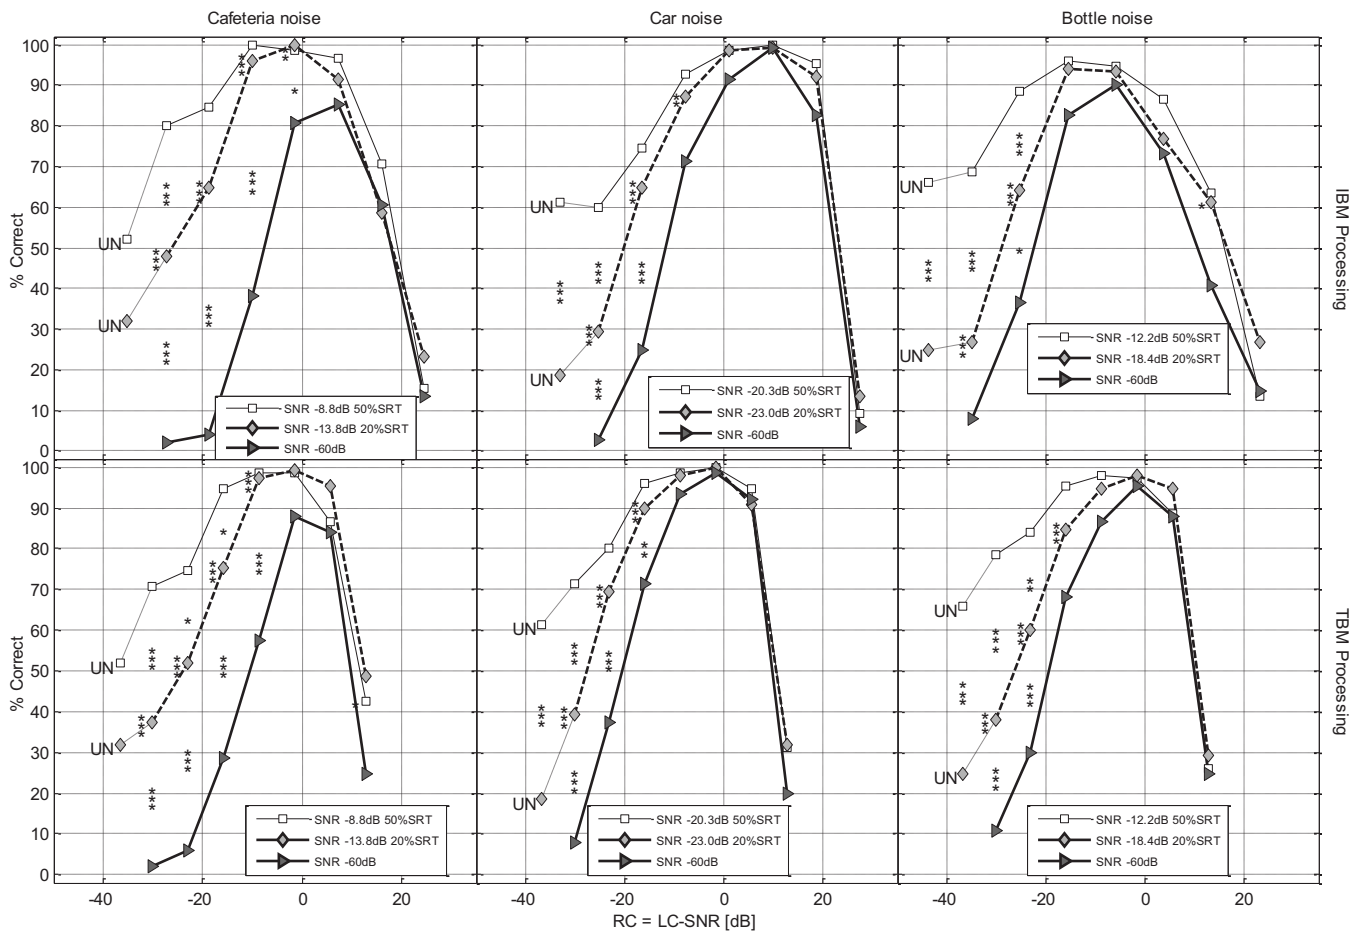 Cafeteria noise
Car noise
Bottle noise
100
90
80
70
60
50
40
30
20
10
0
% Correct
UN
UN
SNR -8.8dB 50%SRT
SNR -13.8dB 20%SRT
SNR -60dB
UN
UN
SNR -20.3dB 50%SRT
SNR -23.0dB 20%SRT
SNR -60dB
UN
UN
SNR -12.2dB 50%SRT
SNR -18.4dB 20%SRT
SNR -60dB
IBM Processing
100
90
80
70
60
50
40
30
20
10
0
% Correct
UN
UN
SNR -8.8dB 50%SRT
SNR -13.8dB 20%SRT
SNR -60dB
UN
UN
SNR -20.3dB 50%SRT
SNR -23.0dB 20%SRT
SNR -60dB
UN
UN
SNR -12.2dB 50%SRT
SNR -18.4dB 20%SRT
SNR -60dB
TBM Processing
-40 -20 0 20
-40 -20 0 20
-40 -20 0 20
RC = LC-SNR [dB]